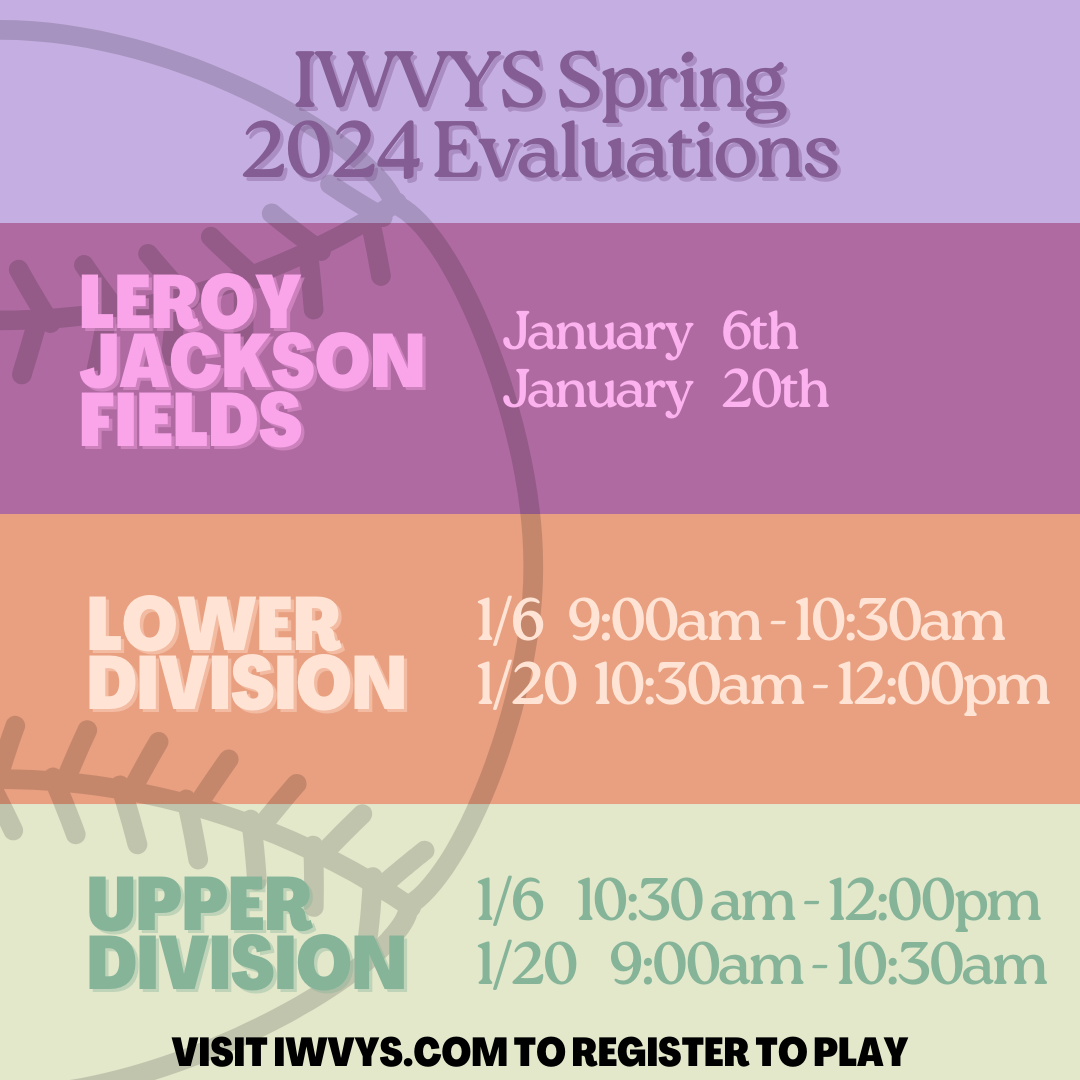 IWVYS Spring
2024 Evaluations
LEROY
JACKSON
FIELDS
January 6th
January 20th
LOWER
DIVISION
1/6 9:00am - 10:30am
1/20 10:30am - 12:00pm
UPPER
DIVISION
1/6 10:30 am - 12:00pm
1/20 9:00am - 10:30am
VISIT IWVYS.COM TO REGISTER TO PLAY